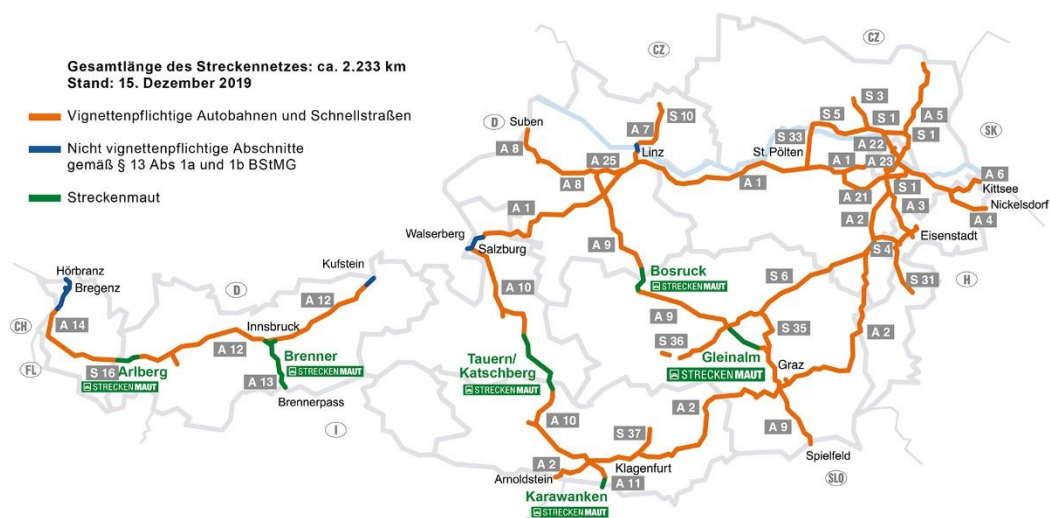 Gesamtlänge des Streckennetzes: ca. 2.233 km
Stand: 15. Dezember 2019
Vignettenpflichtige Autobahnen und Schnellstraßen
Nicht vignettenpflichtige Abschnitte
gemäß § 13 Abs 1a und 1b BStMG
Streckenmaut
CZ
CZ
S 3
S 10
S 5
S 1
A 5
D
Suben
A 7
S 33
S 1
SK
A 8
Linz
St. Pölten
A 22
A 25
A 1
A 23
A 8
A 1
A 6
S 1
Kittsee
A 21
A 3
Nickelsdorf
A 1
A 2
A 4
Walserberg
Salzburg
Eisenstadt
A 9
S 4
Hörbranz
Kufstein
Bosruck
STRECKENMAUT
S 6
S 31
H
Bregenz
D
A 12
A 10
CH
A 14
Innsbruck
A 9
S 35
A 2
A 12
S 36
Brenner
STRECKENMAUT
Tauern/
Katschberg
STRECKENMAUT
Gleinalm
STRECKENMAUT
Graz
FL
S 16
Arlberg
STRECKENMAUT
A 13
Brennerpass
A 10
A 2
A 9
I
S 37
Spielfeld
A 2
Klagenfurt
Arnoldstein
A 11
SLO
Karawanken
STRECKENMAUT